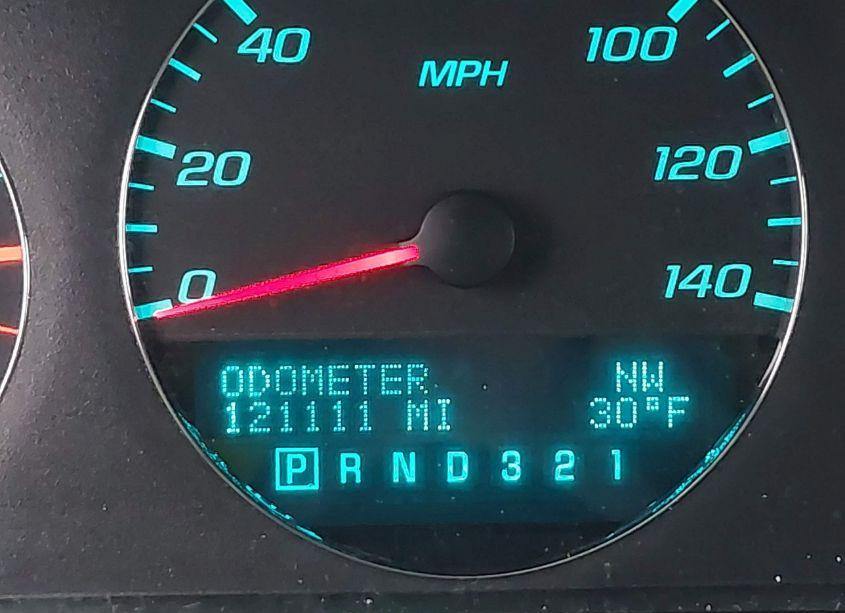 40 100
MPH
20 120
0 140
ODOMETER NW
121111 MI 30°F
P R N D 3 2 1